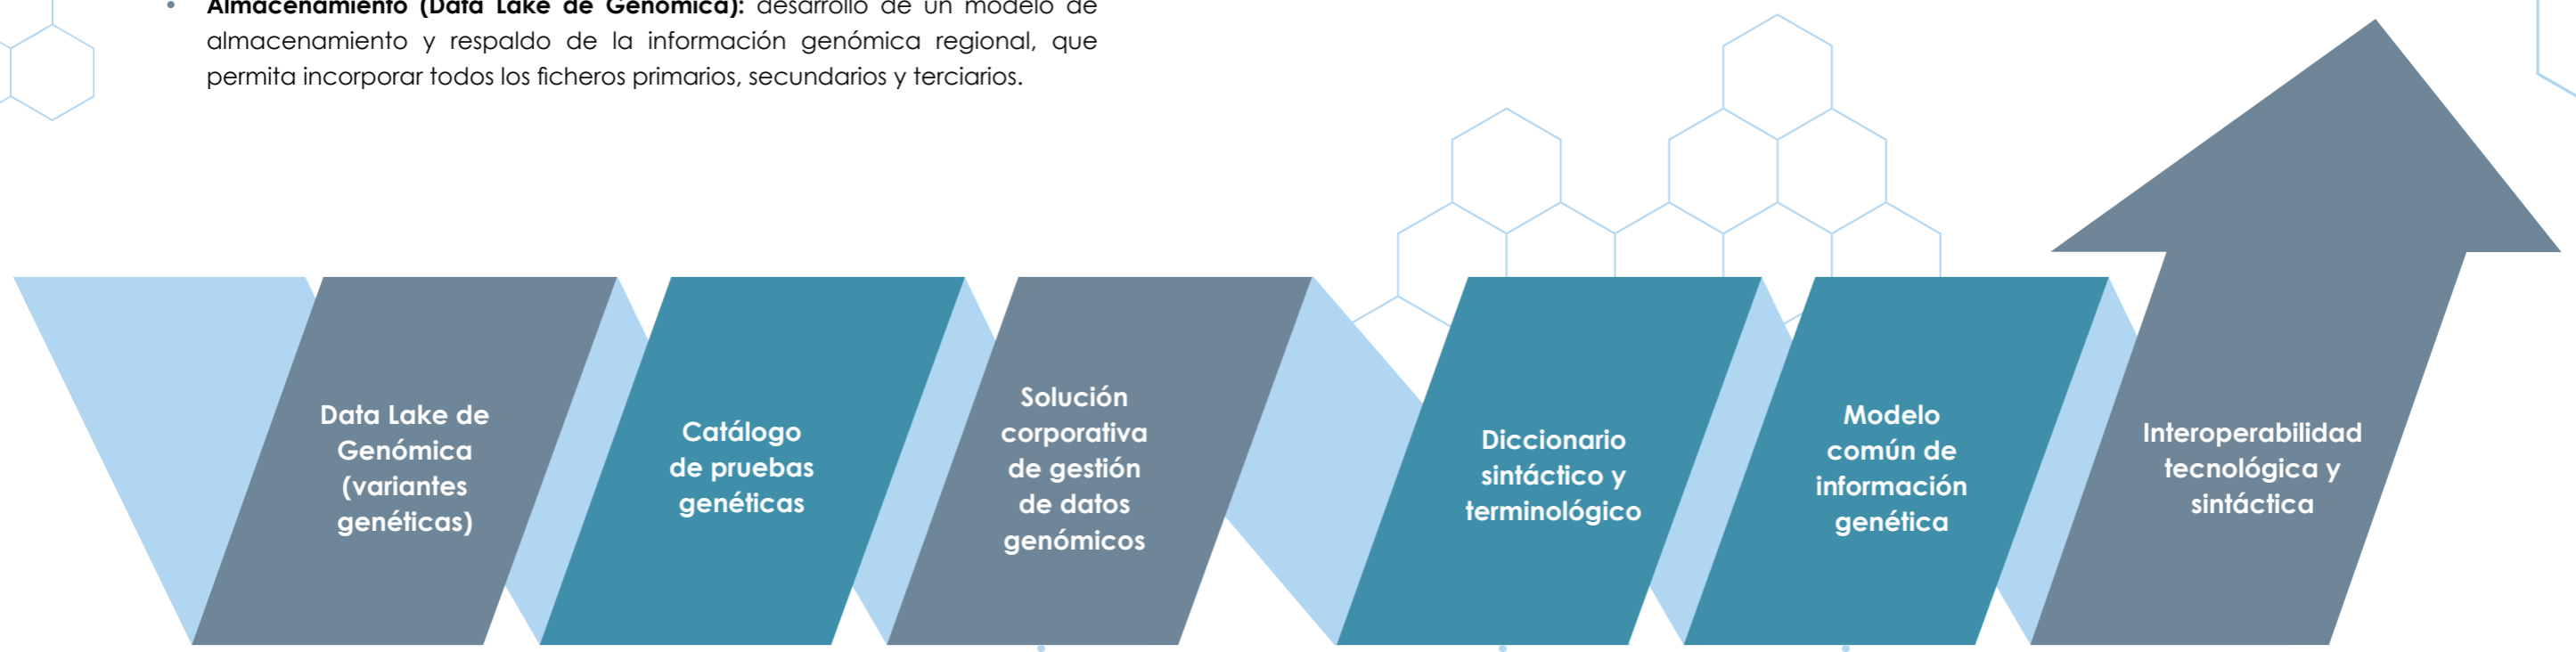 • Almacenamiento (Data Lake de Genómica): desarrollo de un modelo de
almacenamiento y respaldo de la información genómica regional, que
permita incorporar todos los ficheros primarios, secundarios y terciarios.
Data Lake de
Genómica
(variantes
genéticas)
Catálogo
de pruebas
genéticas
Solución
corporativa
de gestión
de datos
genómicos
Diccionario
sintáctico y
terminológico
Modelo
común de
información
genética
Interoperabilidad
tecnológica y
sintáctica